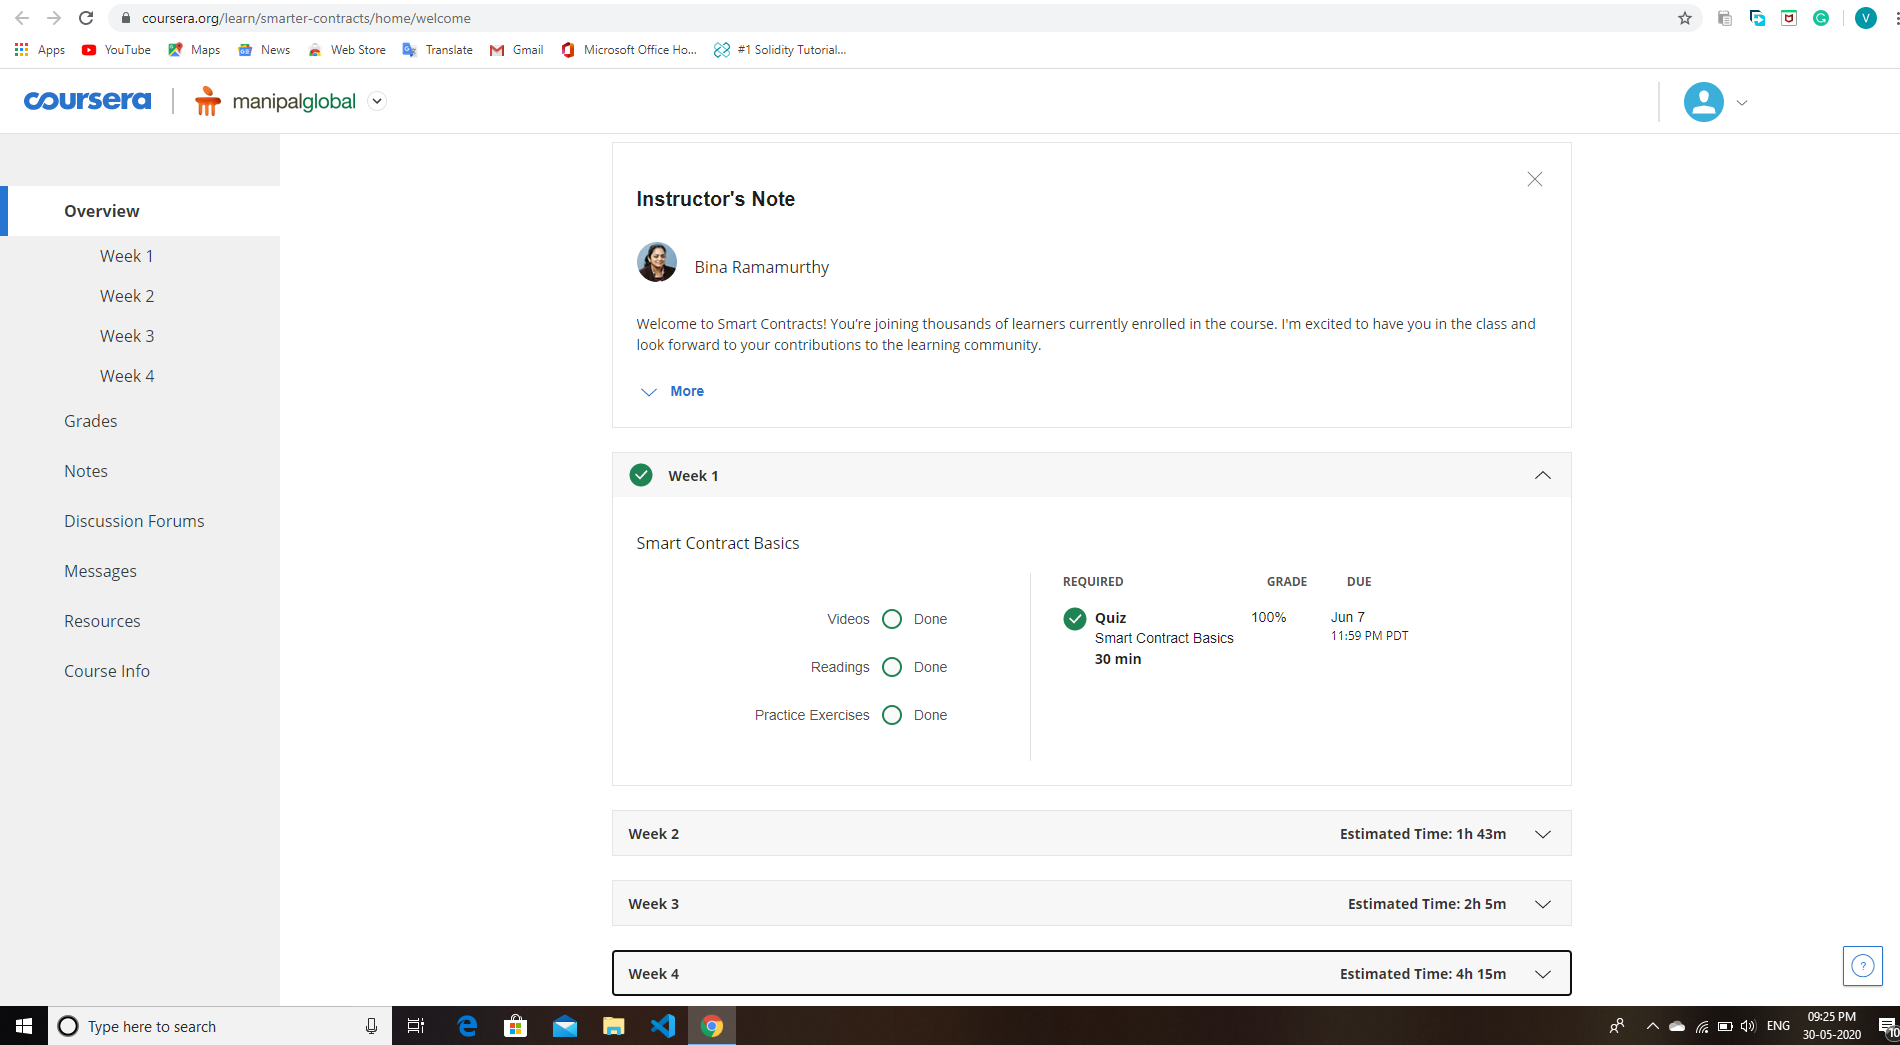 coursera.org/learn/smarter-contracts/home/welcome
V
Apps YouTube Maps News Web Store Translate Gmail Microsoft Office Ho... #1 Solidity Tutorial...
coursera manipalglobal
Overview
Week 1
Week 2
Week 3
Week 4
Grades
Notes
Discussion Forums
Messages
Resources
Course Info
Instructor's Note
Bina Ramamurthy
Welcome to Smart Contracts! You’re joining thousands of learners currently enrolled in the course. I'm excited to have you in the class and
look forward to your contributions to the learning community.
More
Week 1
Smart Contract Basics
Videos Done
Readings Done
Practice Exercises Done
REQUIRED GRADE DUE
Quiz 100% Jun 7
Smart Contract Basics 11:59 PM PDT
30 min
Week 2 Estimated Time: 1h 43m
Week 3 Estimated Time: 2h 5m
Week 4 Estimated Time: 4h 15m
?
Type here to search
ENG
09:25 PM
30-05-2020
10